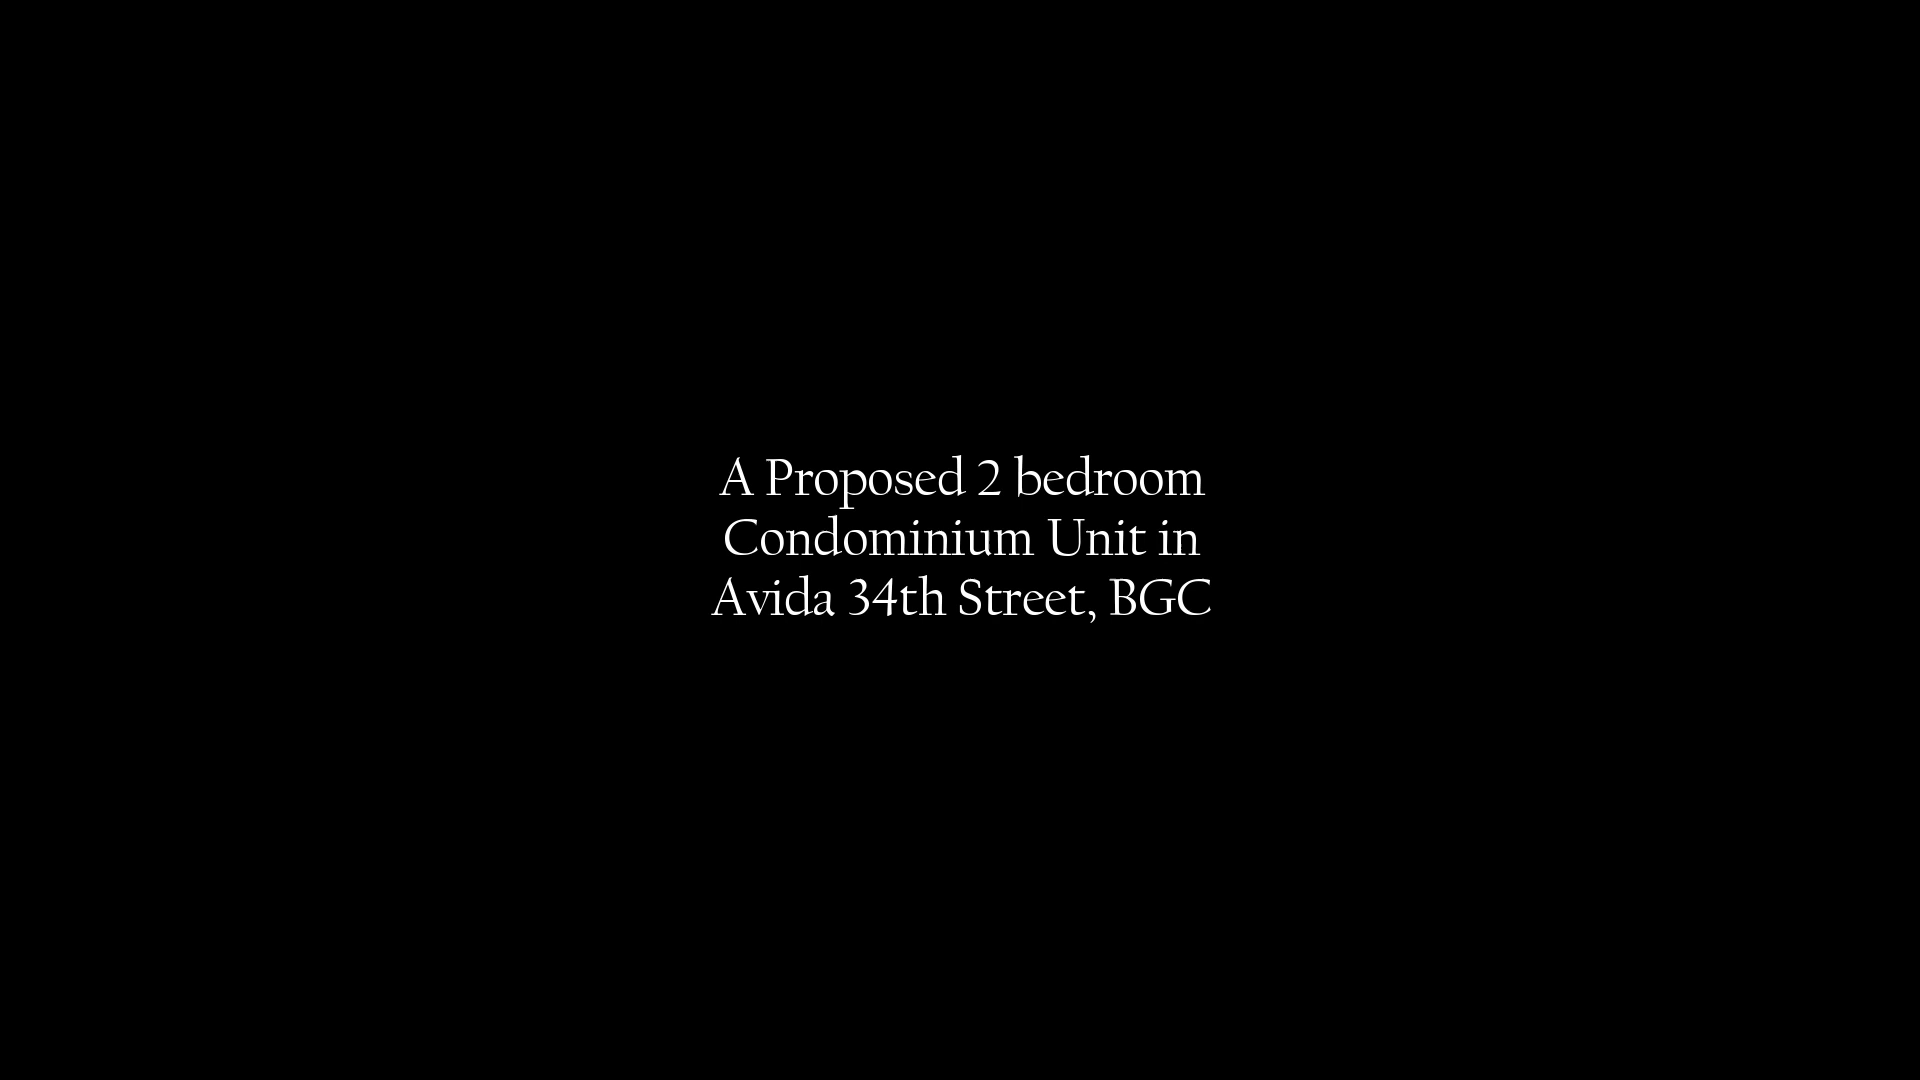 A Proposed 2 bedroom
Condominium Unit in
Avida 34th Street, BGC